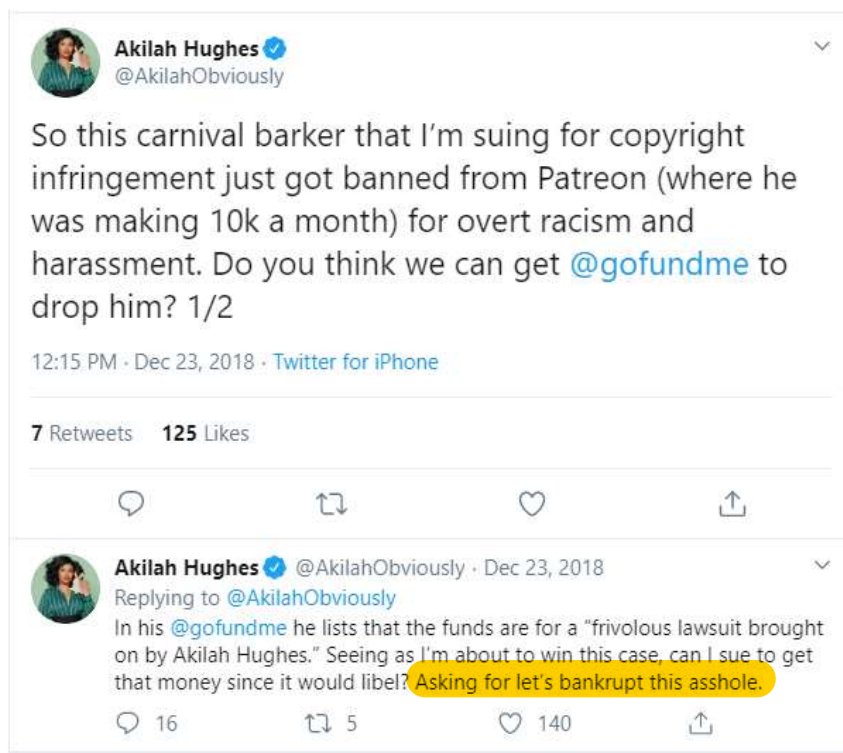 Akilah Hughes
@AkilahObviously
So this carnival barker that I'm suing for copyright
infringement just got banned from Patreon (where he
was making 10k a month) for overt racism and
harassment. Do you think we can get @gofundme to
drop him? 1/2
12:15 PM · Dec 23, 2018 · Twitter for iPhone
7 Retweets 125 Likes
Akilah Hughes @AkilahObviously · Dec 23, 2018
Replying to @AkilahObviously
In his @gofundme he lists that the funds are for a "frivolous lawsuit brought
on by Akilah Hughes." Seeing as I'm about to win this case, can I sue to get
that money since it would libel? Asking for let's bankrupt this asshole.
16 5 140